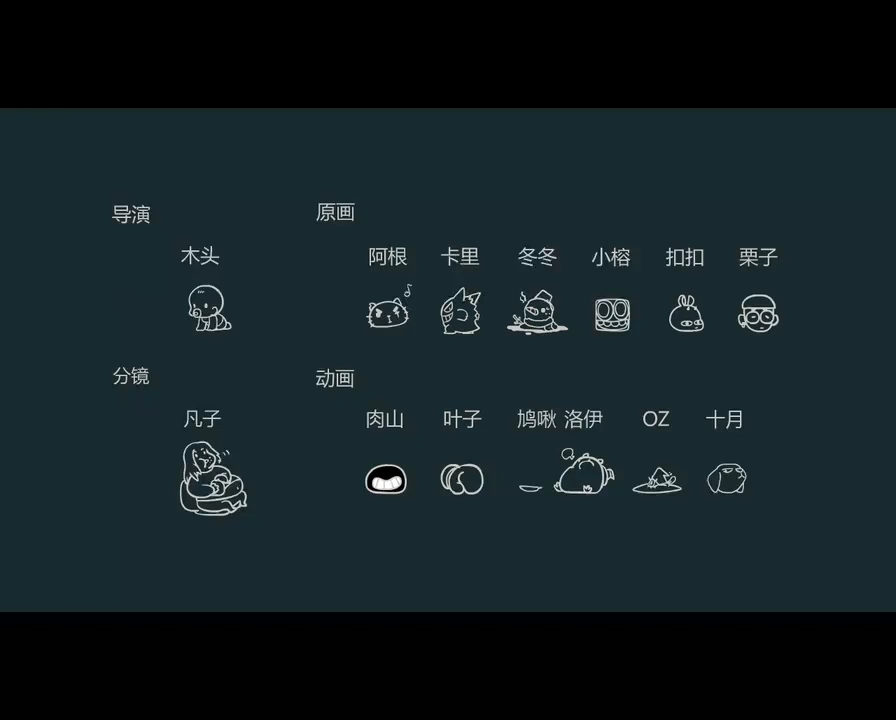 导演
木头
原画
阿根 卡里 冬冬 小榕 扣扣 栗子
分镜
凡子
动画
肉山 叶子 鸠啾 洛伊 OZ 十月